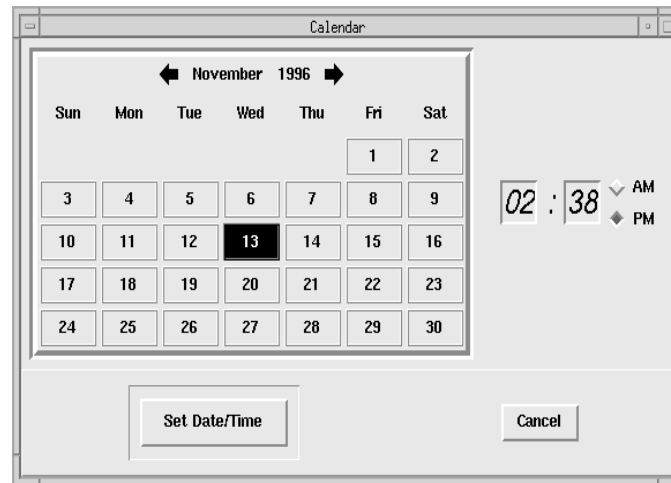 Calendar
November 1996
Sun Mon Tue Wed Thu Fri Sat
1 2
3 4 5 6 7 8 9
02 : 38 AM
PM
10 11 12 13 14 15 16
17 18 19 20 21 22 23
24 25 26 27 28 29 30
Set Date/Time Cancel